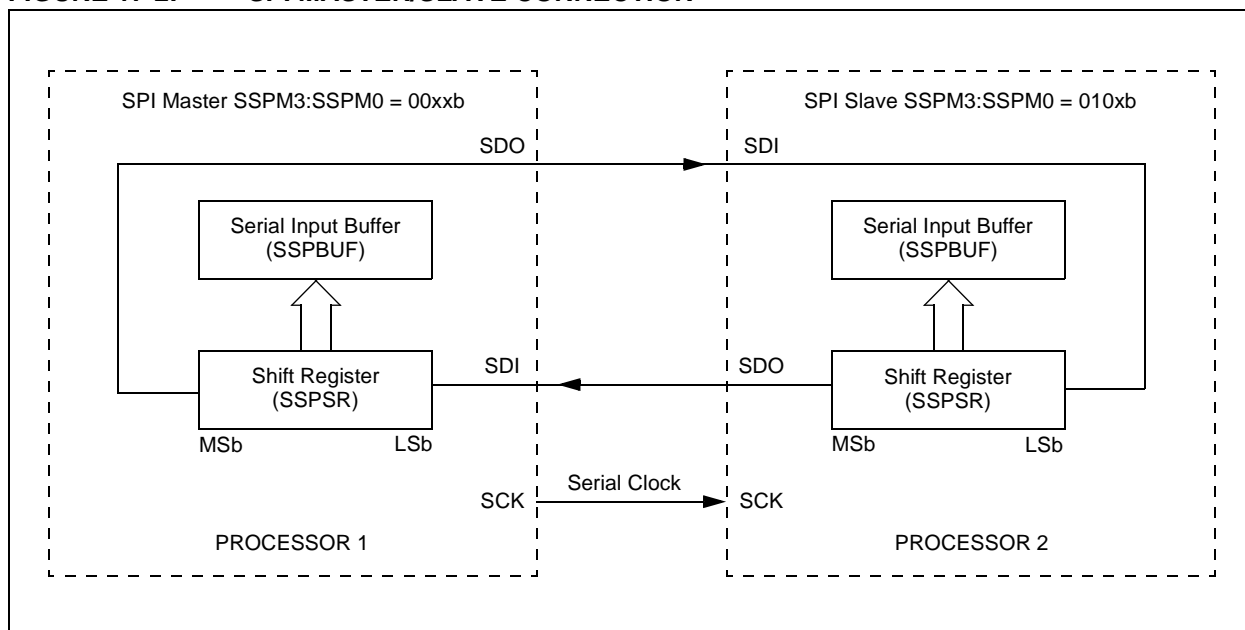 SPI Master SSPM3:SSPM0 = 00xxb
SPI Slave SSPM3:SSPM0 = 010xb
SDO
SDI
Serial Input Buffer
(SSPBUF)
Serial Input Buffer
(SSPBUF)
Shift Register
(SSPSR)
SDI
SDO
Shift Register
(SSPSR)
MSb
LSb
MSb
LSb
SCK
Serial Clock
SCK
PROCESSOR 1
PROCESSOR 2